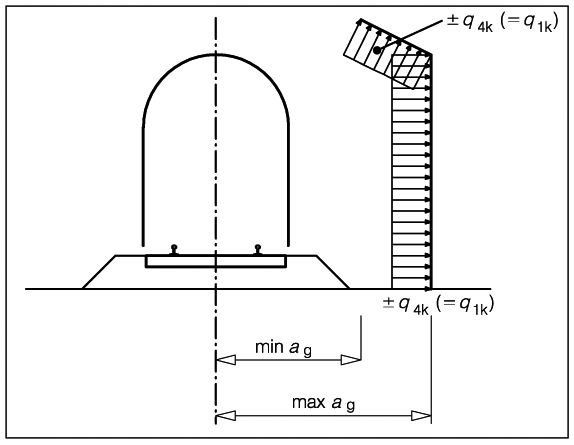 ± q 4k (= q 1k)
± q 4k (= q 1k)
min a g
max a g